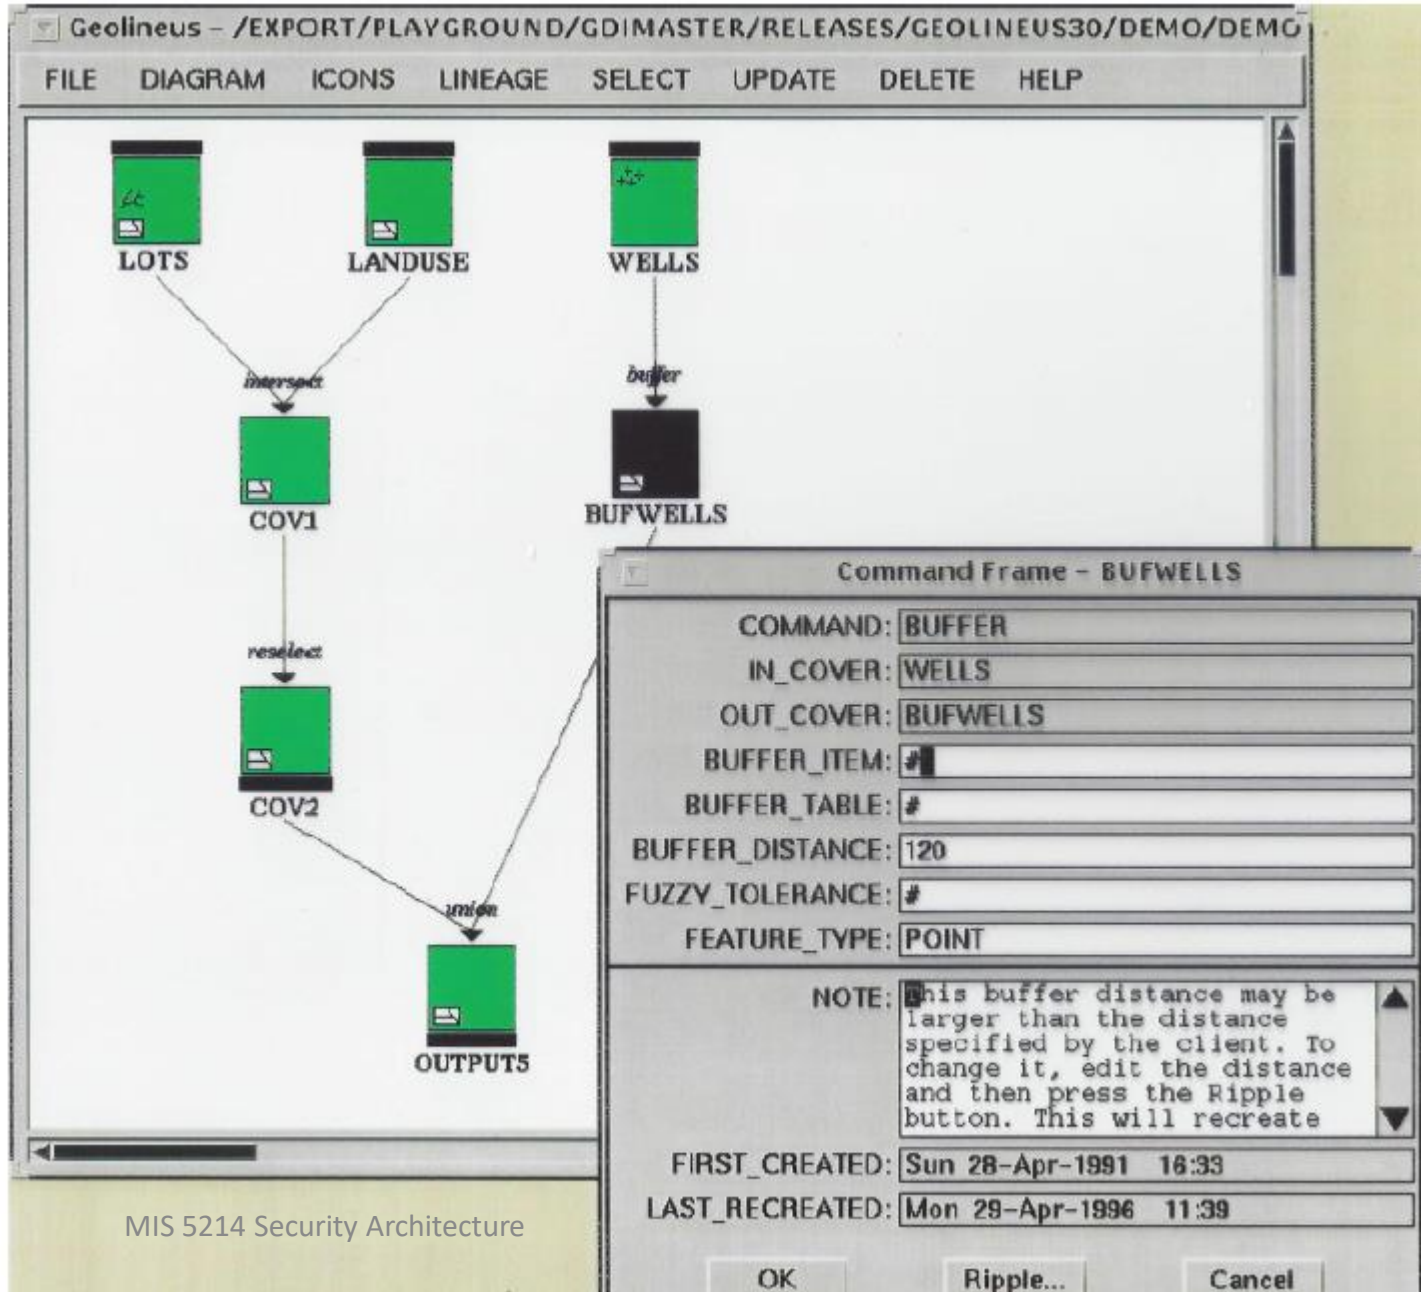 Geolineus - /EXPORT/PLAYGROUND/GDIMASTER/RELEASES/GEOLINEUS30/DEMO/DEMO
FILE DIAGRAM ICONS LINEAGE SELECT UPDATE DELETE HELP
LOTS LANDUSE WELLS
intersect buffer
COV1 BUFWELLS
reselect
COV2
union
OUTPUT5
Command Frame - BUFWELLS
COMMAND: BUFFER
IN_COVER: WELLS
OUT_COVER: BUFWELLS
BUFFER_ITEM: #
BUFFER_TABLE: #
BUFFER_DISTANCE: 120
FUZZY_TOLERANCE: #
FEATURE_TYPE: POINT
NOTE: This buffer distance may be
larger than the distance
specified by the client. To
change it, edit the distance
and then press the Ripple
button. This will recreate
FIRST_CREATED: Sun 28-Apr-1991 16:33
LAST_RECREATED: Mon 29-Apr-1996 11:39
OK Ripple... Cancel
MIS 5214 Security Architecture